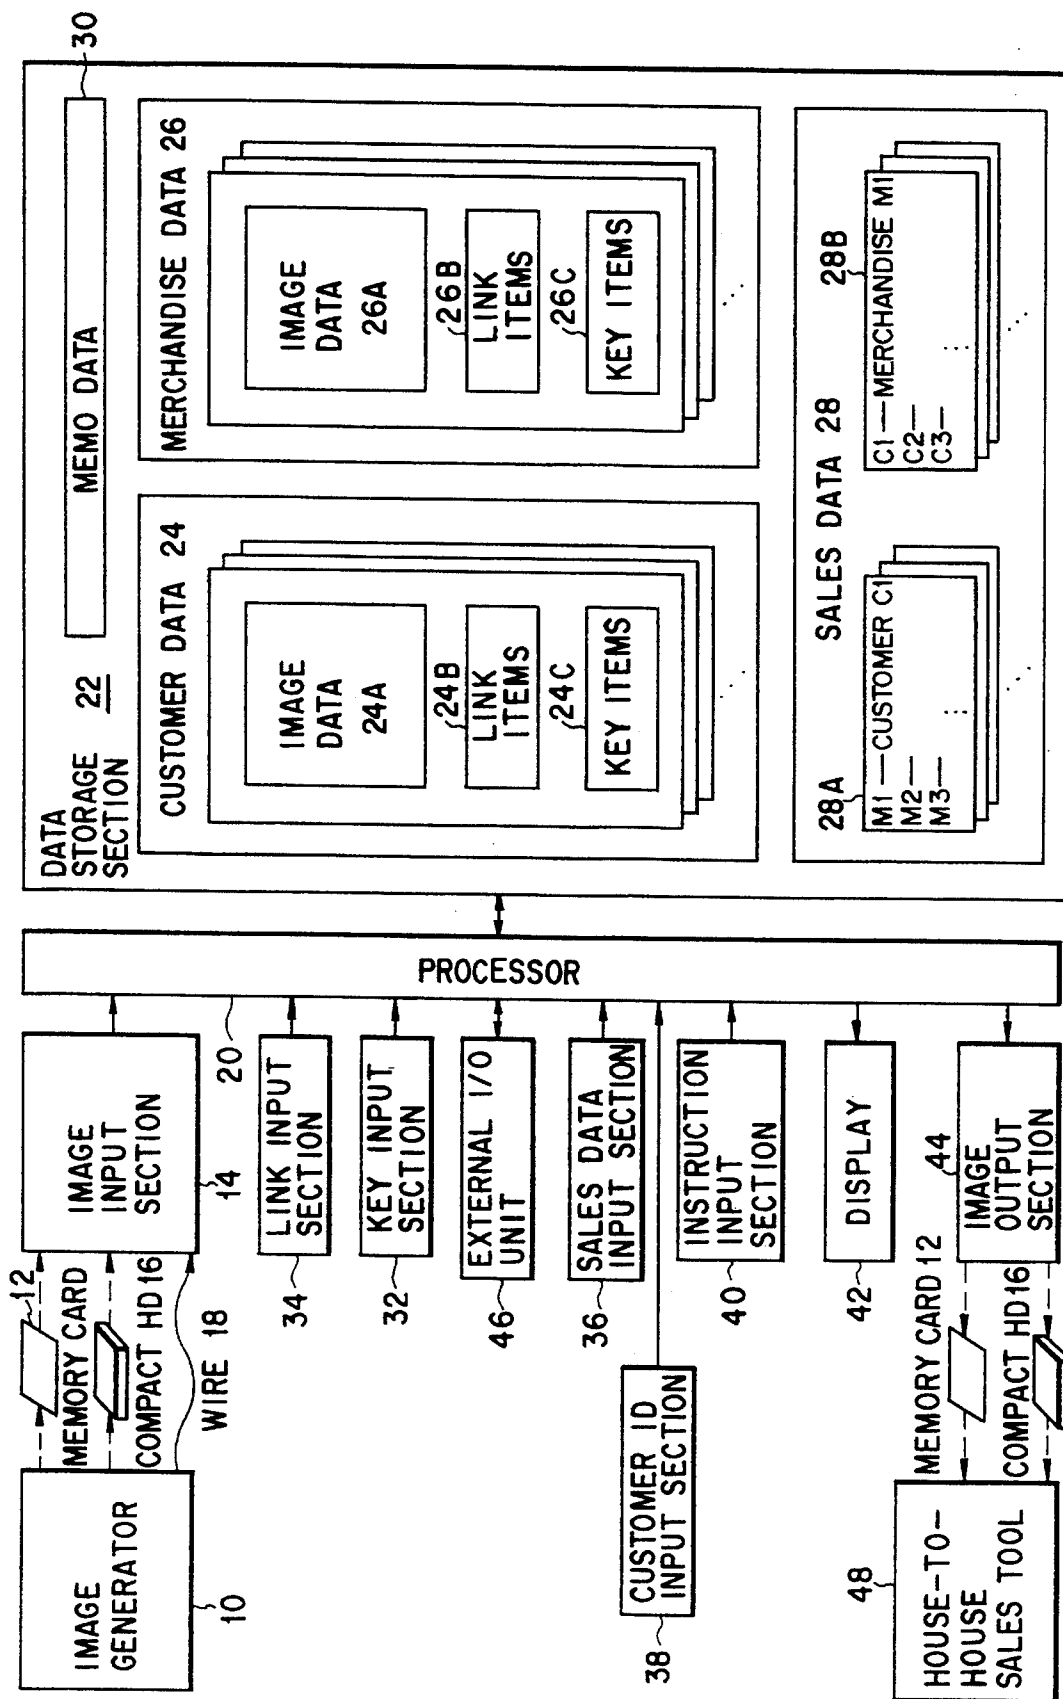 IMAGE
GENERATOR
10
12
MEMORY CARD
COMPACT HD16
WIRE 18
IMAGE
INPUT
SECTION
14
20
LINK INPUT
SECTION
34
KEY INPUT
SECTION
32
EXTERNAL I/O
UNIT
46
SALES DATA
INPUT SECTION
36
CUSTOMER ID
INPUT SECTION
38
INSTRUCTION
INPUT
SECTION
40
DISPLAY
42
44
IMAGE
OUTPUT
SECTION
MEMORY CARD12
COMPACT HD16
48
HOUSE-TO-
HOUSE
SALES TOOL
PROCESSOR
DATA
STORAGE
SECTION
22
MEMO DATA
30
CUSTOMER DATA 24
IMAGE
DATA
24A
24B
LINK
ITEMS
24C
KEY ITEMS
MERCHANDISE DATA 26
IMAGE
DATA
26A
26B
LINK
ITEMS
26C
KEY ITEMS
SALES DATA 28
28A
M1—CUSTOMER C1
M2—
M3—
28B
C1—MERCHANDISE M1
C2—
C3—